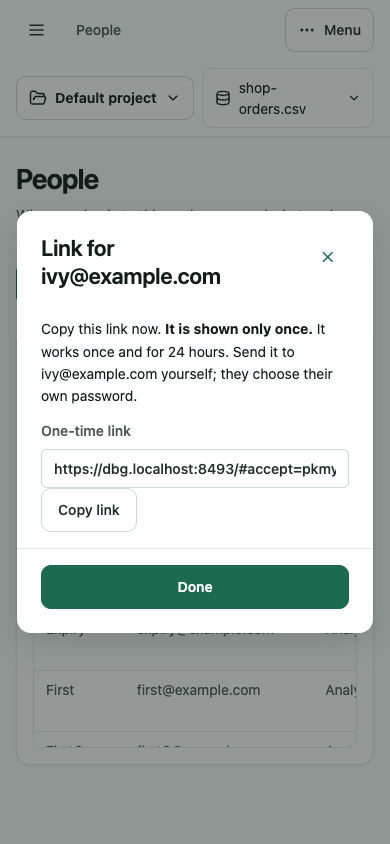 People
Menu
Default project
shop-
orders.csv
People
Link for
ivy@example.com
Copy this link now. It is shown only once. It
works once and for 24 hours. Send it to
ivy@example.com yourself; they choose their
own password.
One-time link
https://dbg.localhost:8493/#accept=pkmy
Copy link
Done
First
first@example.com